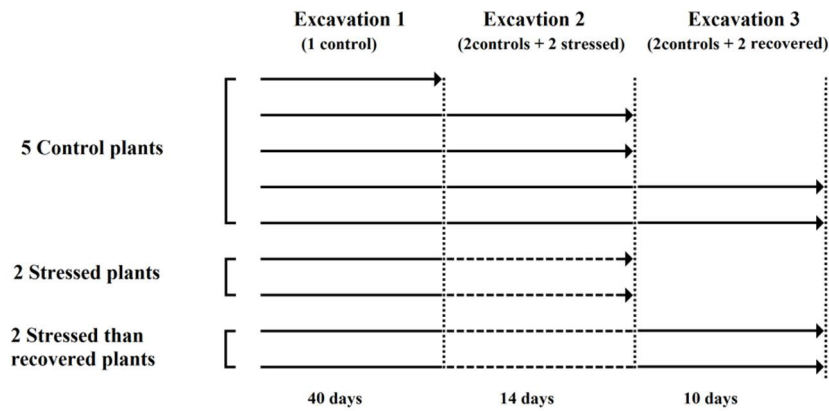 Excavation 1
(1 control)
Excavtion 2
(2controls + 2 stressed)
Excavation 3
(2controls + 2 recovered)
5 Control plants
2 Stressed plants
2 Stressed than
recovered plants
40 days
14 days
10 days